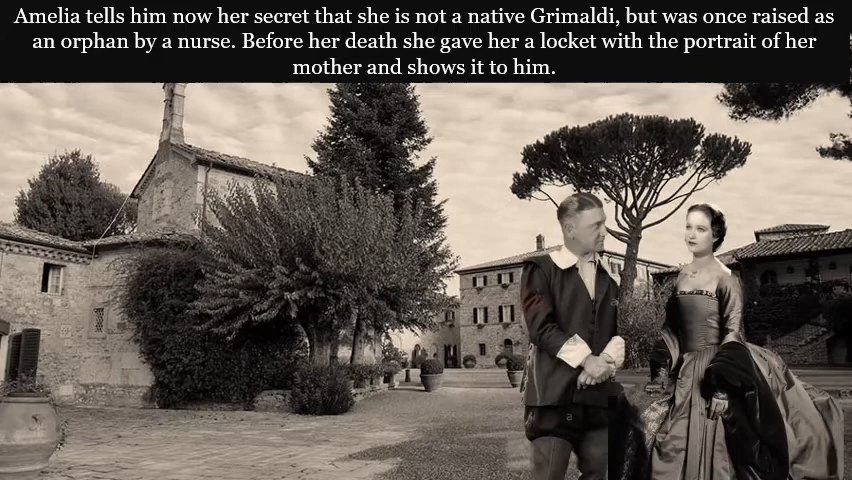 Amelia tells him now her secret that she is not a native Grimaldi, but was once raised as
an orphan by a nurse. Before her death she gave her a locket with the portrait of her
mother and shows it to him.